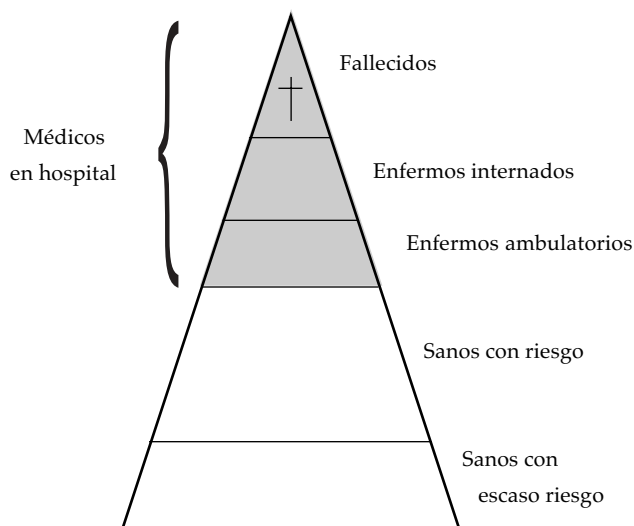 Fallecidos
Médicos
en hospital
Enfermos internados
Enfermos ambulatorios
Sanos con riesgo
Sanos con
escaso riesgo